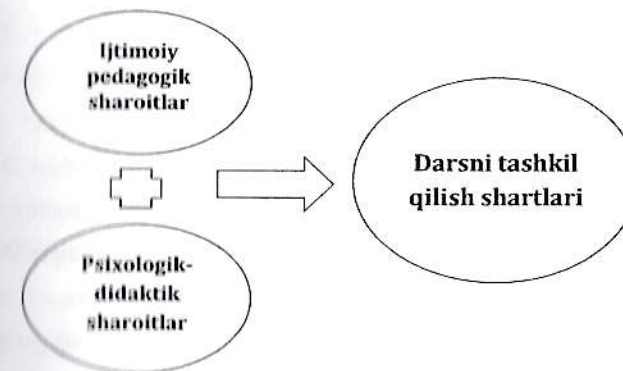 Ijtimoiy
pedagogik
sharoitlar
Psixologik-
didaktik
sharoitlar
Darsni tashkil
qilish shartlari